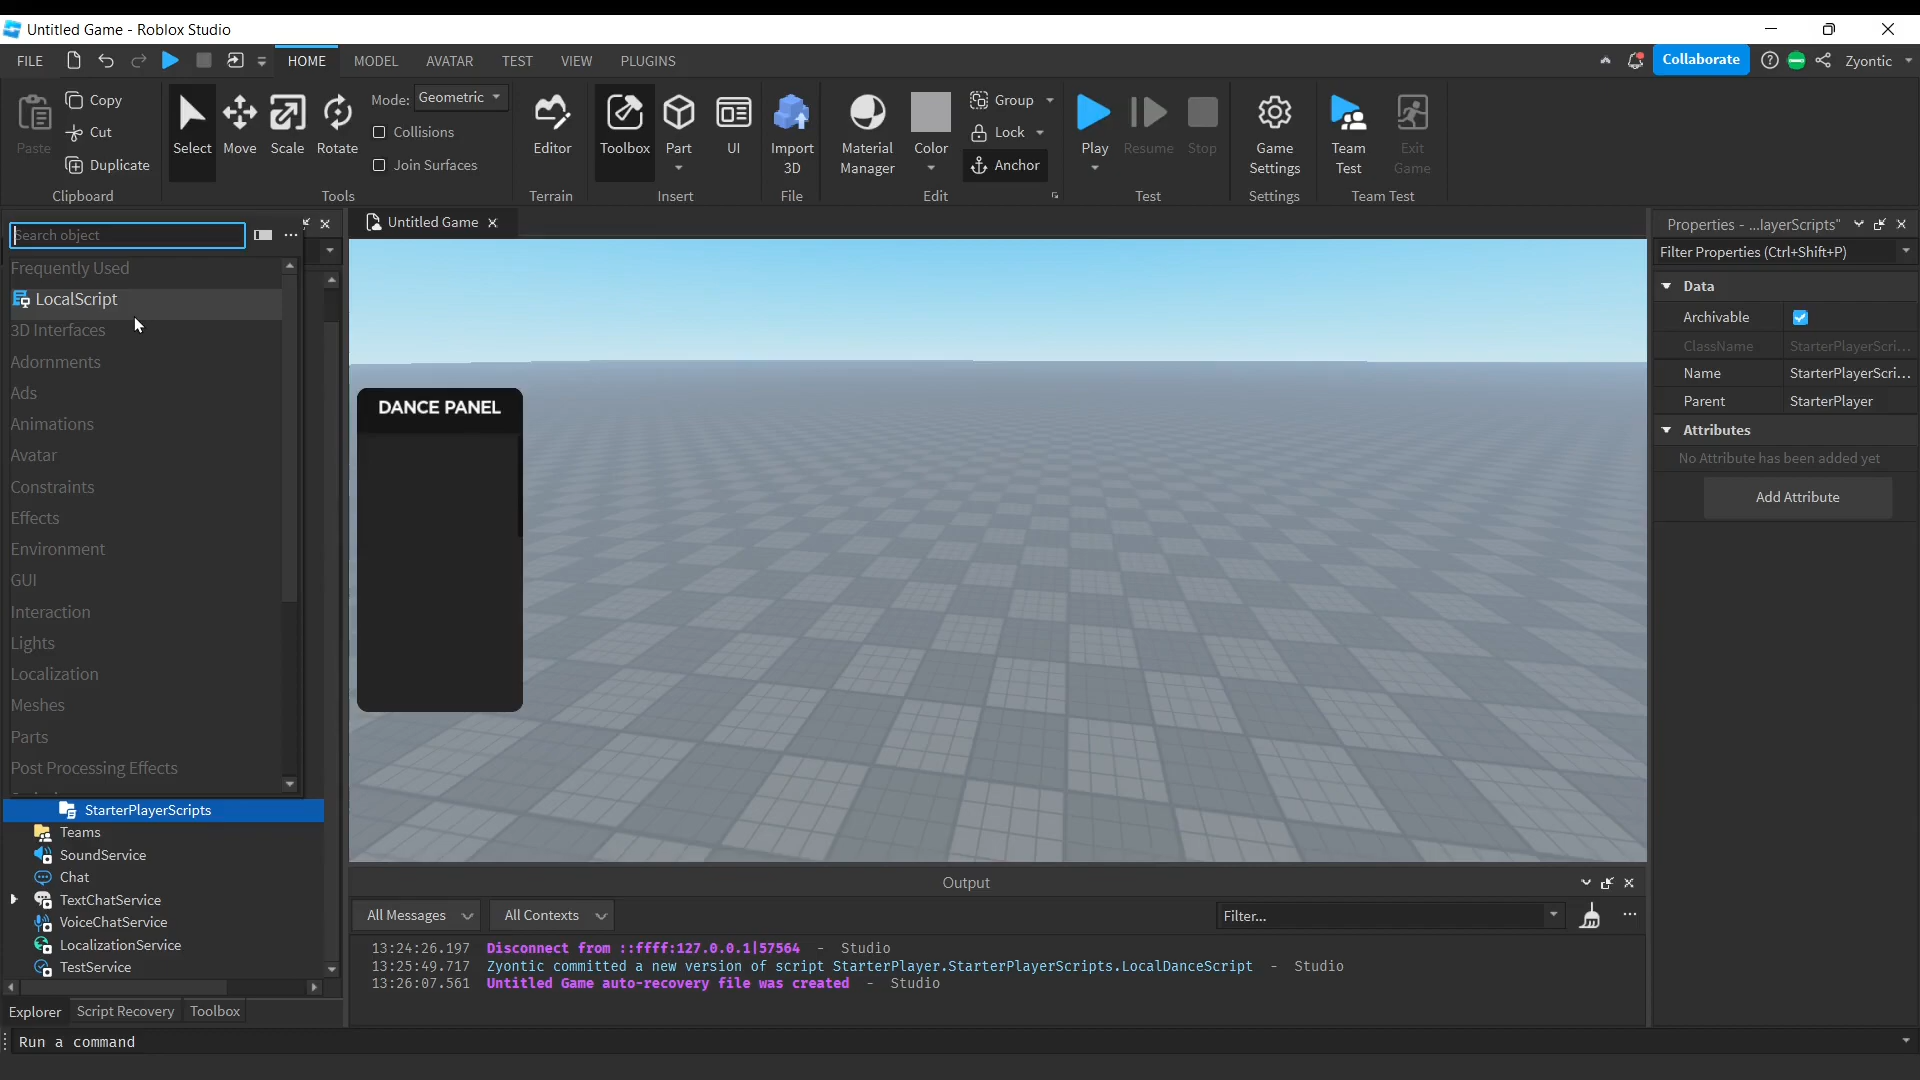 Untitled Game - Roblox Studio
FILE HOME MODEL AVATAR TEST VIEW PLUGINS Collaborate Zyontic
Paste
Copy
Cut
Duplicate
Clipboard
Select Move Scale Rotate
Mode: Geometric
Collisions
Join Surfaces
Tools
Editor
Terrain
Toolbox Part UI
Insert
Import
3D
File
Material
Manager
Color
Group
Lock
Anchor
Edit
Play Resume Stop
Test
Game
Settings
Settings
Team
Test
Exit
Game
Team Test
Search object
Frequently Used
LocalScript
3D Interfaces
Adornments
Ads
Animations
Avatar
Constraints
Effects
Environment
GUI
Interaction
Lights
Localization
Meshes
Parts
Post Processing Effects
StarterPlayerScripts
Teams
SoundService
Chat
TextChatService
VoiceChatService
LocalizationService
TestService
Explorer Script Recovery Toolbox
Run a command
Untitled Game
DANCE PANEL
Output
All Messages All Contexts Filter...
13:24:26.197 Disconnect from ::ffff:127.0.0.1|57564 - Studio
13:25:49.717 Zyontic committed a new version of script StarterPlayer.StarterPlayerScripts.LocalDanceScript - Studio
13:26:07.561 Untitled Game auto-recovery file was created - Studio
Properties - ...layerScripts"
Filter Properties (Ctrl+Shift+P)
Data
Archivable
ClassName StarterPlayerScri...
Name StarterPlayerScri...
Parent StarterPlayer
Attributes
No Attribute has been added yet
Add Attribute